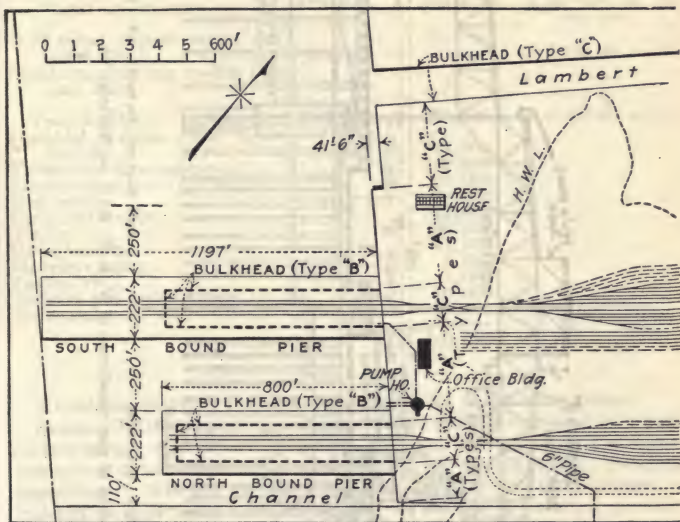 0 1 2 3 4 5 600'
BULKHEAD (Type "C")
Lambert
41'-6"
"C"
(Type)
H. W. L.
REST
HOUSE
250'
1197'
"A"
"C"
"A"
(Types)
BULKHEAD (Type "B")
222'
SOUTH BOUND PIER
250'
800'
PUMP
HO.
Office Bldg.
BULKHEAD (Type "B")
222'
"C"
"A"
(Types)
6" Pipe
NORTH BOUND PIER
110'
Channel